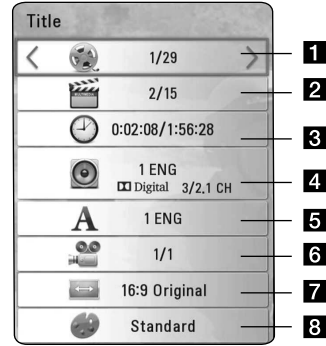 Title
1/29
1
2/15
2
0:02:08/1:56:28
3
1 ENG
DD Digital 3/2.1 CH
4
A
1 ENG
5
1/1
6
16:9 Original
7
Standard
8